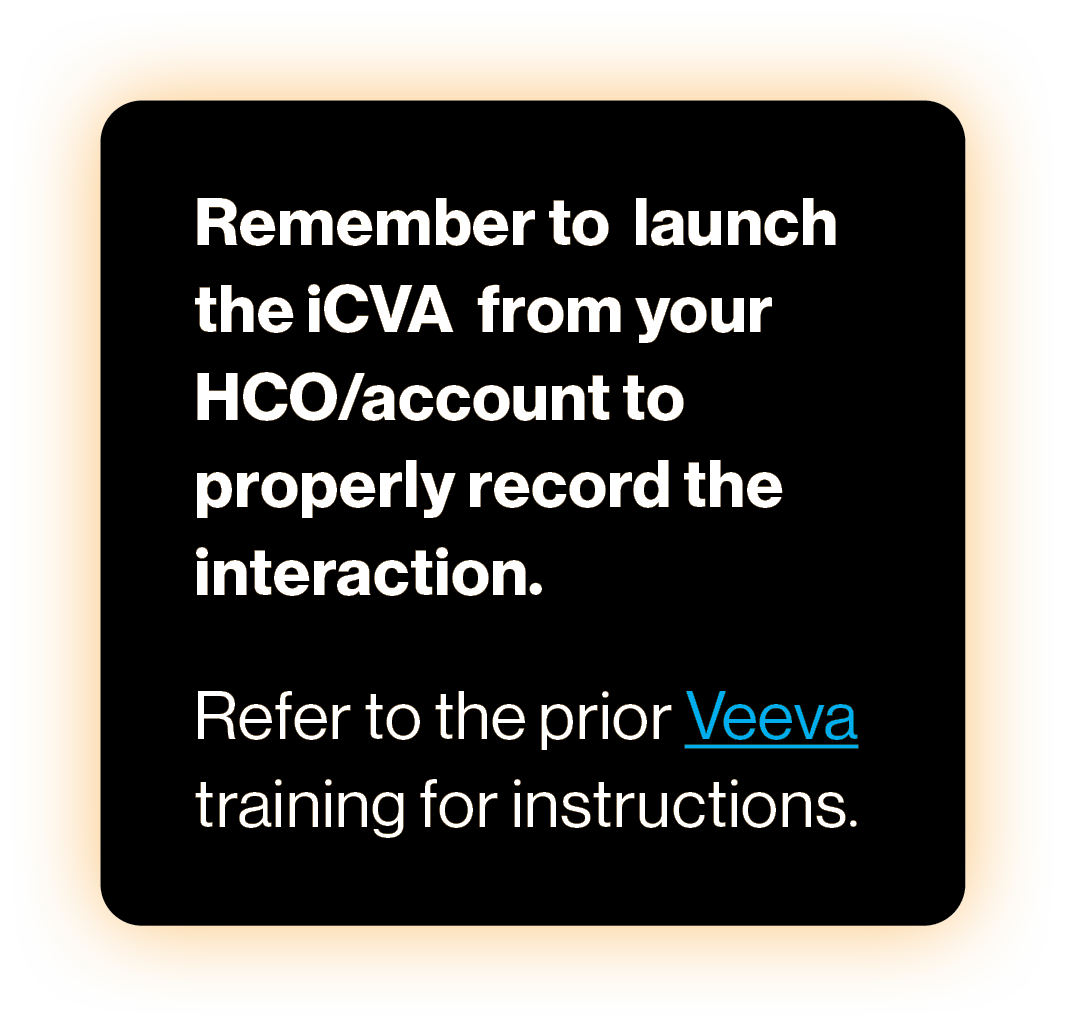 Remember to launch
the iCVA from your
HCO/account to
properly record the
interaction.
Refer to the prior Veeva
training for instructions.